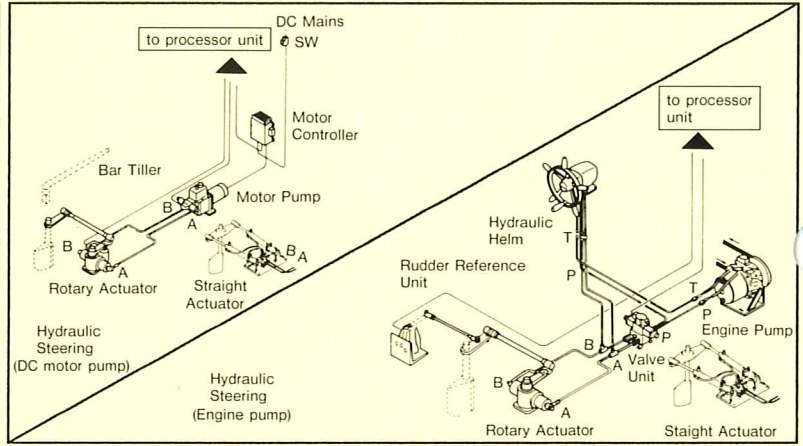 DC Mains
SW
to processor unit
Motor
Controller
Bar Tiller
B
A
Motor Pump
B
A
B
A
Rotary Actuator
Straight
Actuator
Hydraulic
Steering
(DC motor pump)
to processor
unit
Hydraulic
Helm
T
P
Rudder Reference
Unit
T
P
Engine Pump
B
A
P
Valve
Unit
B
A
Rotary Actuator
Staight Actuator
Hydraulic
Steering
(Engine pump)